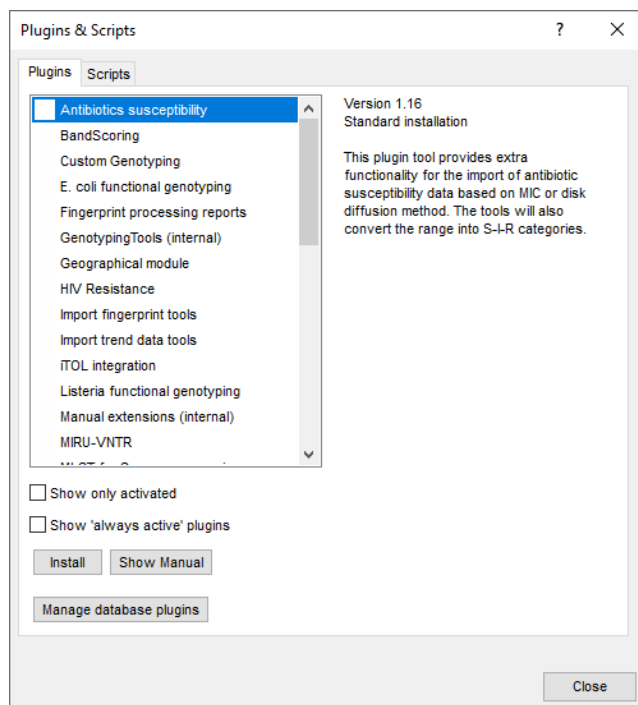 Plugins & Scripts
?
Plugins
Scripts
Antibiotics susceptibility
BandScoring
Custom Genotyping
E. coli functional genotyping
Fingerprint processing reports
GenotypingTools (internal)
Geographical module
HIV Resistance
Import fingerprint tools
Import trend data tools
iTOL integration
Listeria functional genotyping
Manual extensions (internal)
MIRU-VNTR
Version 1.16
Standard installation
This plugin tool provides extra
functionality for the import of antibiotic
susceptibility data based on MIC or disk
diffusion method. The tools will also
convert the range into S-I-R categories.
Show only activated
Show 'always active' plugins
Install
Show Manual
Manage database plugins
Close